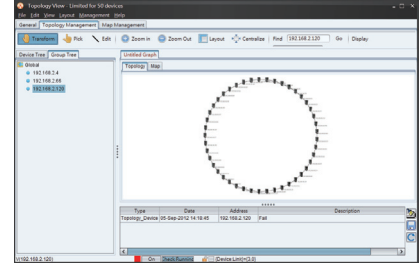 Topology View - Limited for 50 devices
File Edit View Layout Management Help
General Topology Management Map Management
Transform Pick Edit Zoom in Zoom Out Layout Centralize Find 192.168.2.120 Go Display
Device Tree Group Tree
Untitled Graph
Global
192.168.2.4
192.168.2.66
192.168.2.120
Topology Map
Type Date Address Description
Topology_Device 05-Sep-2012 14:18:45 192.168.2.120 Fail
V(192.168.2.120) On Check Running (Device:Link)=(3:0)